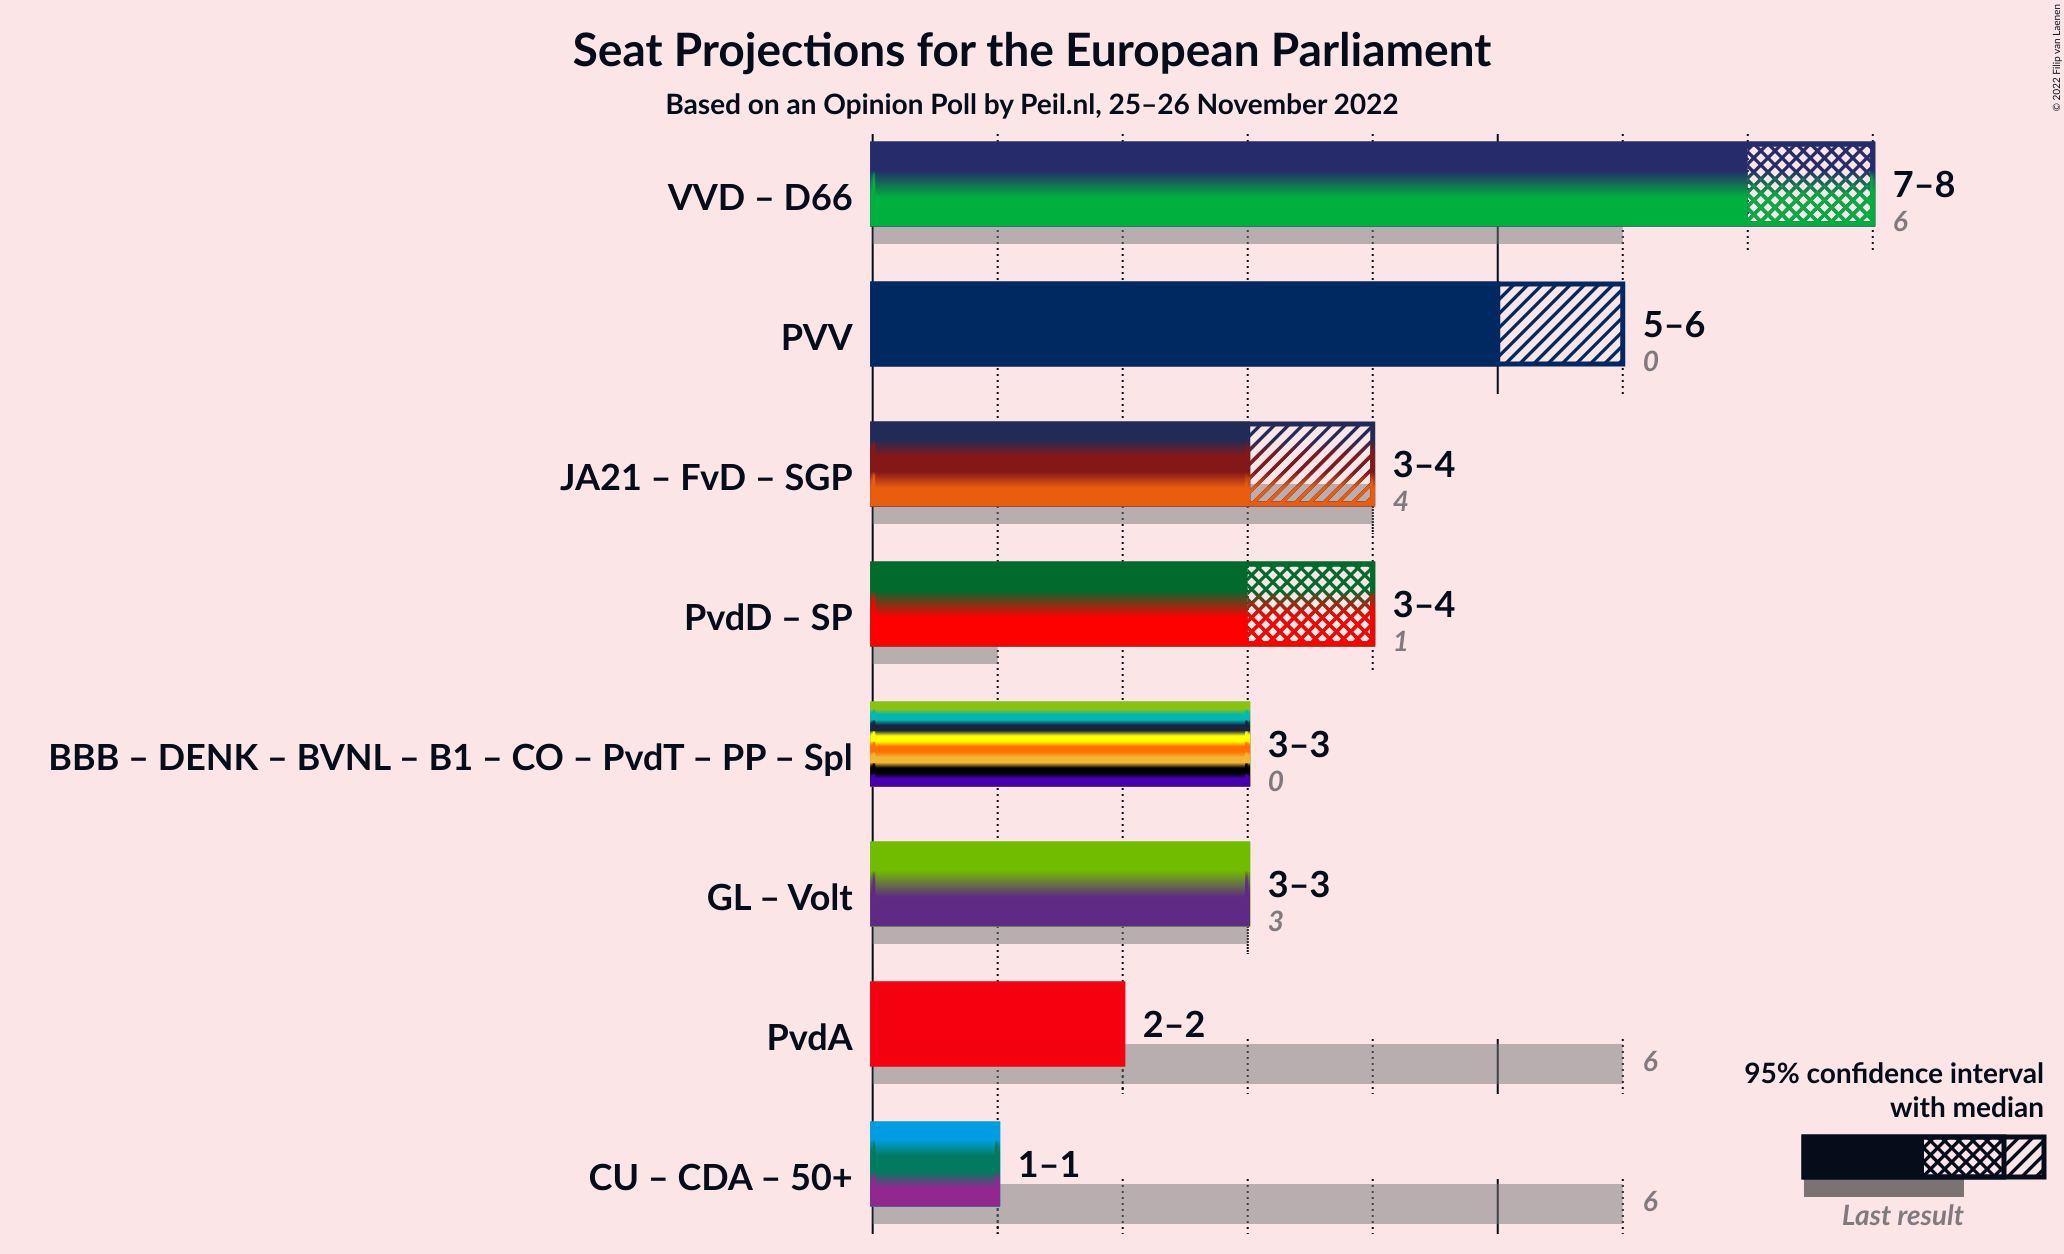 Seat Projections for the European Parliament
Based on an Opinion Poll by Peil.nl, 25–26 November 2022
© 2022 Filip van Laenen
VVD – D66
7–8
6
PVV
5–6
0
JA21 – FvD – SGP
3–4
4
PvdD – SP
3–4
1
BBB – DENK – BVNL – B1 – CO – PvdT – PP – Spl
3–3
0
GL – Volt
3–3
3
PvdA
2–2
6
CU – CDA – 50+
1–1
6
95% confidence interval
with median
Last result